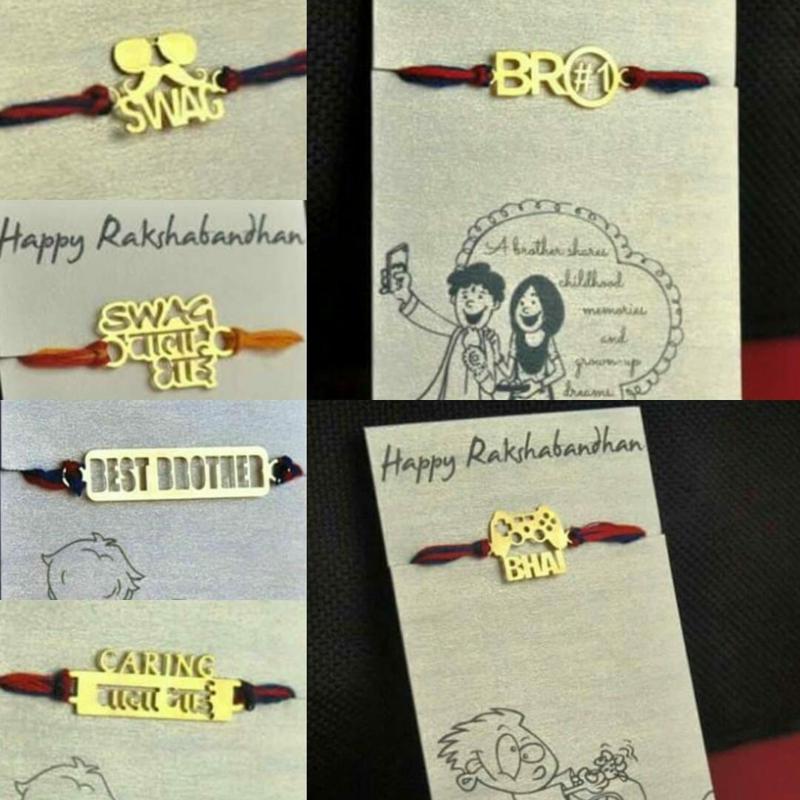 SWAG
Happy Rakshabandhan
SWAG
वाला
भाई
BEST BROTHER
CARING
वाला भाई
BRO #1
A brother shares
childhood
memories
and
grown-up
dreams.
Happy Rakshabandhan
BHAI